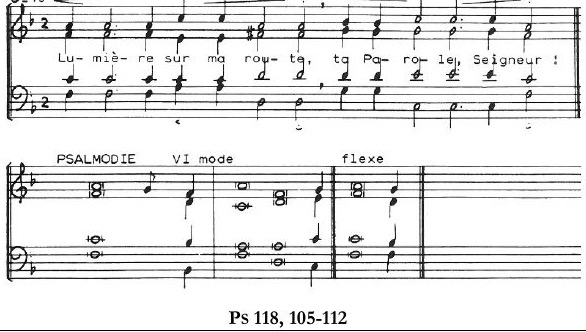 Lu- miè- re sur ma rou- te, ta Pa- ro- le, Seigneur !
PSALMODIE VI mode flexe
Ps 118, 105-112